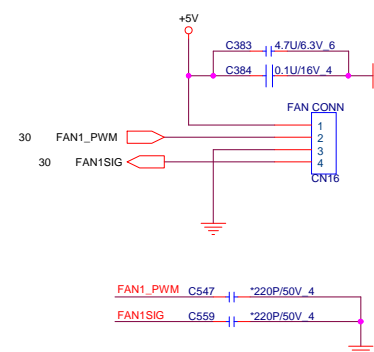 +5V
C383 4.7U/6.3V_6
C384 0.1U/16V_4
FAN CONN
1
30 FAN1_PWM 2
3
30 FAN1SIG 4
CN16
FAN1_PWM C547 *220P/50V_4
FAN1SIG C559 *220P/50V_4